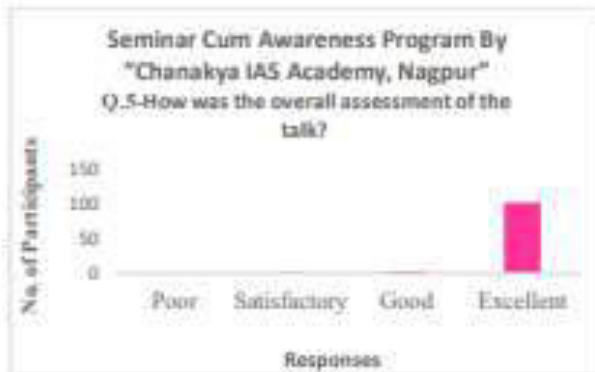 Seminar Cum Awareness Program By
"Chanakya IAS Academy, Nagpur"
Q.5-How was the overall assessment of the
talk?
No. of Participants
150
100
50
0
Poor Satisfactory Good Excellent
Responses